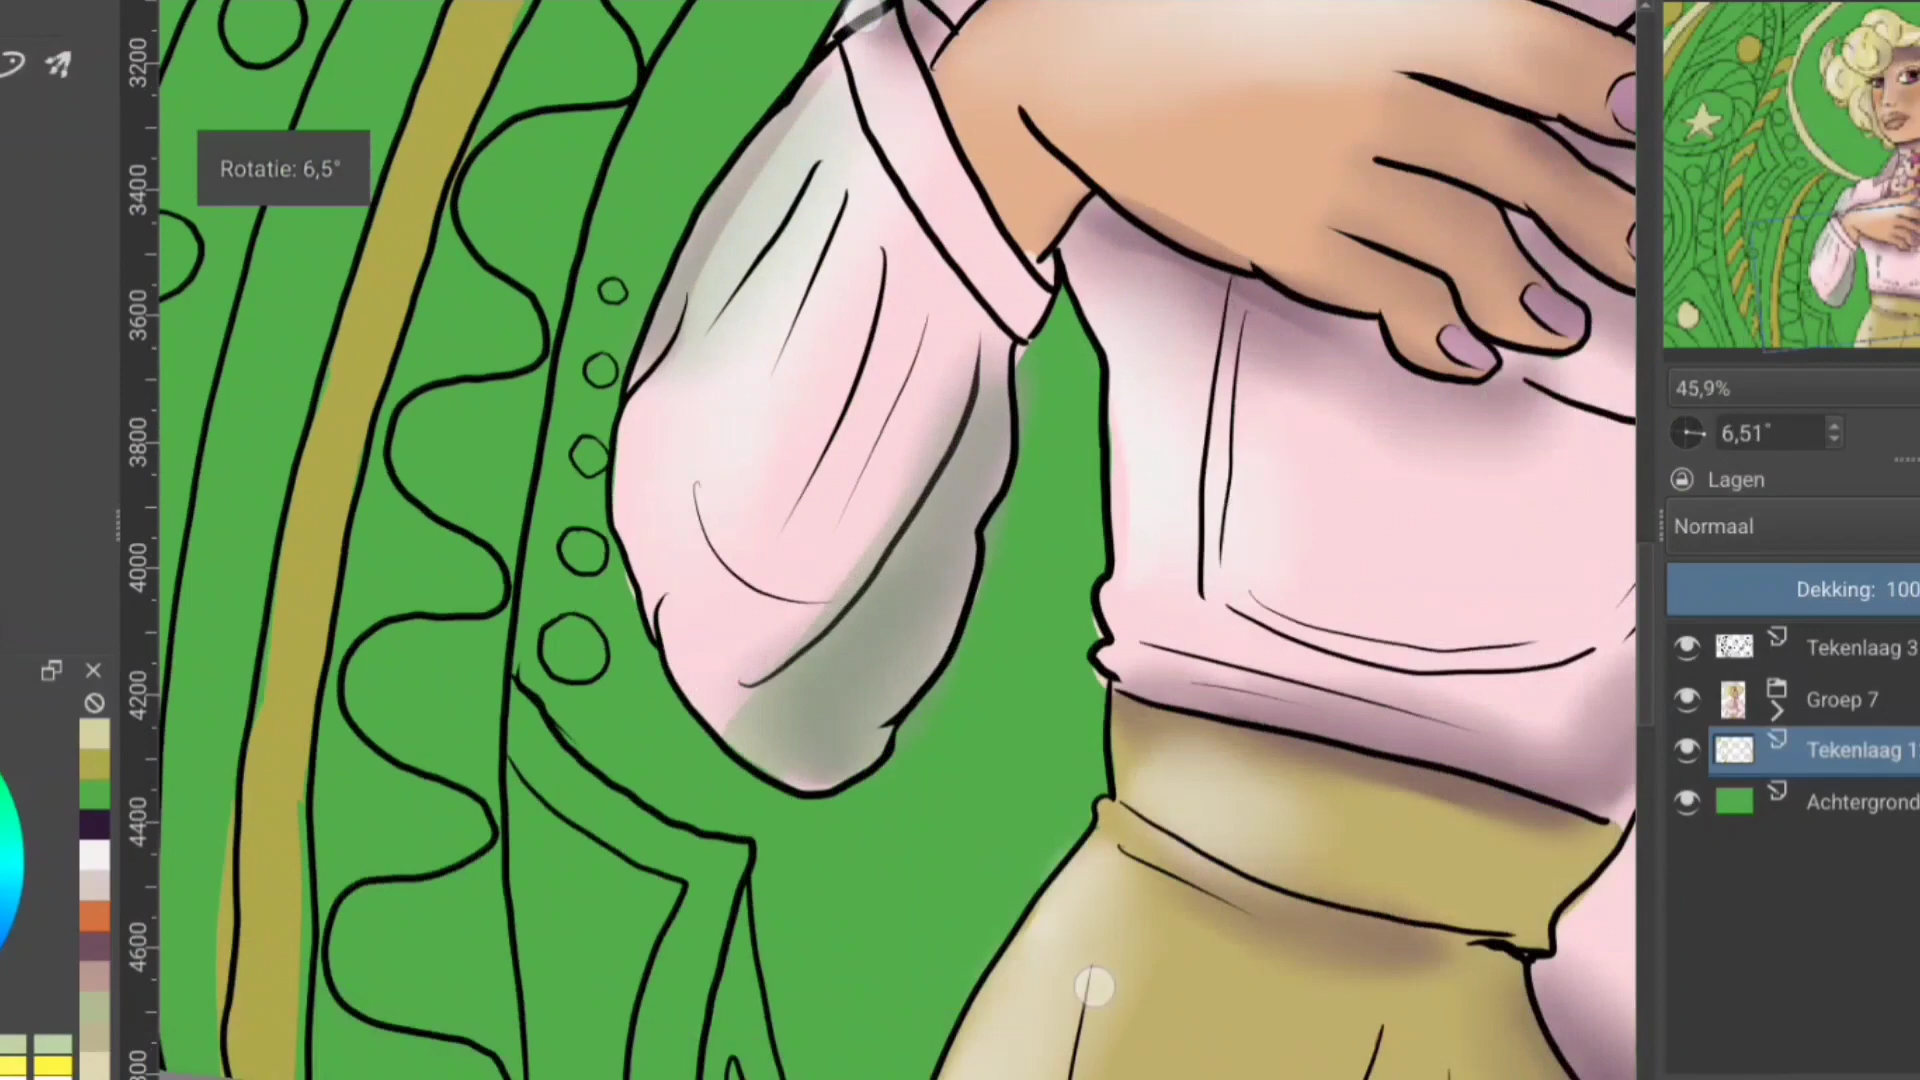 3200
3400
3600
3800
4000
4200
4400
4600
Rotatie: 6,5°
45,9%
6,51°
Lagen
Normaal
Dekking: 100
Tekenlaag 3
Groep 7
Tekenlaag 1
Achtergrond